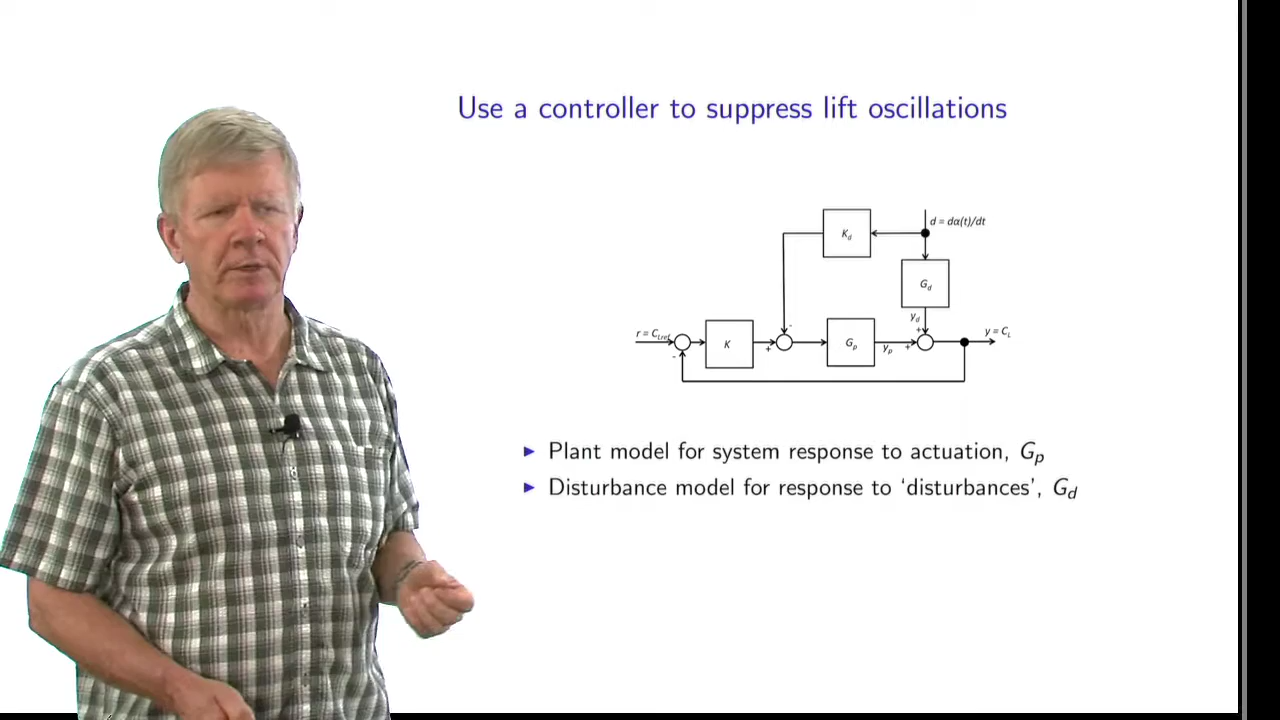 Use a controller to suppress lift oscillations
d = dα(t)/dt
K_d
G_d
y_d
+
-
r = C_Lref
K
+
G_p
y_p
+
y = C_L
-
▶ Plant model for system response to actuation, G_p
▶ Disturbance model for response to ‘disturbances’, G_d